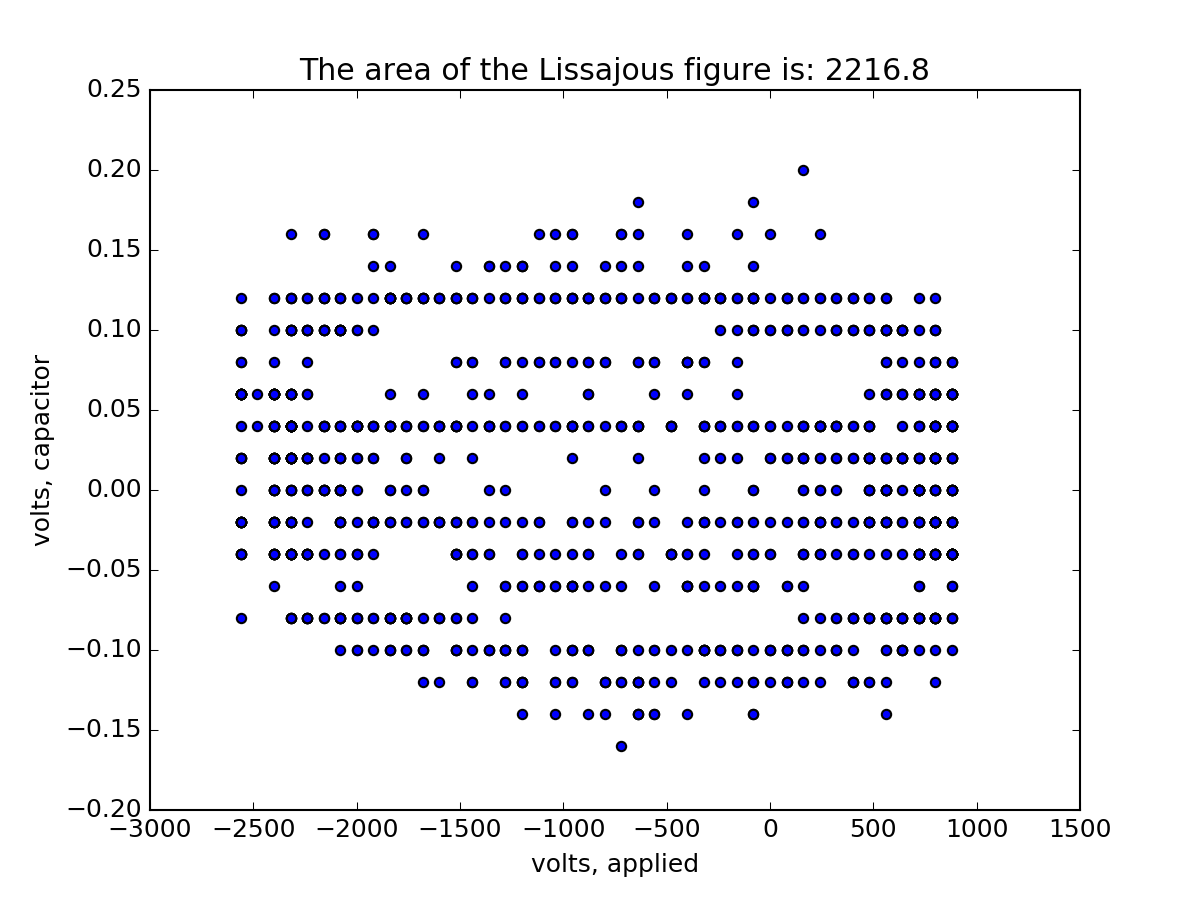 The area of the Lissajous figure is: 2216.8
0.25
0.20
0.15
0.10
0.05
0.00
−0.05
−0.10
−0.15
−0.20
volts, capacitor
−3000 −2500 −2000 −1500 −1000 −500 0 500 1000 1500
volts, applied